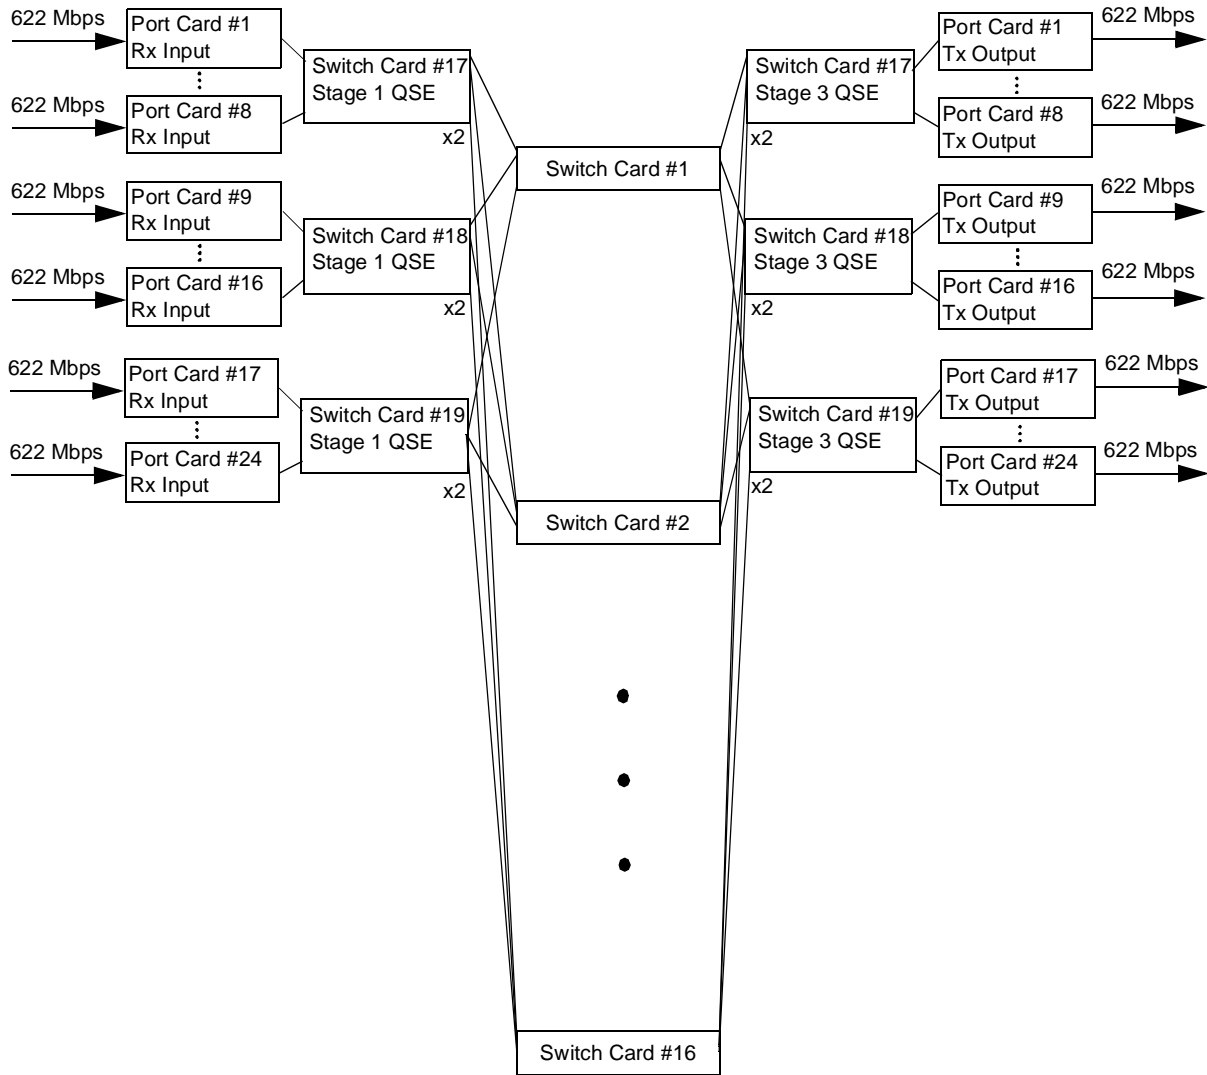 622 Mbps
Port Card #1
Rx Input
622 Mbps
Port Card #8
Rx Input
Switch Card #17
Stage 1 QSE
x2
622 Mbps
Port Card #9
Rx Input
622 Mbps
Port Card #16
Rx Input
Switch Card #18
Stage 1 QSE
x2
622 Mbps
Port Card #17
Rx Input
622 Mbps
Port Card #24
Rx Input
Switch Card #19
Stage 1 QSE
x2
Switch Card #1
Switch Card #2
Switch Card #16
Switch Card #17
Stage 3 QSE
x2
Port Card #1
Tx Output
622 Mbps
Port Card #8
Tx Output
622 Mbps
Switch Card #18
Stage 3 QSE
x2
Port Card #9
Tx Output
622 Mbps
Port Card #16
Tx Output
622 Mbps
Switch Card #19
Stage 3 QSE
x2
Port Card #17
Tx Output
622 Mbps
Port Card #24
Tx Output
622 Mbps